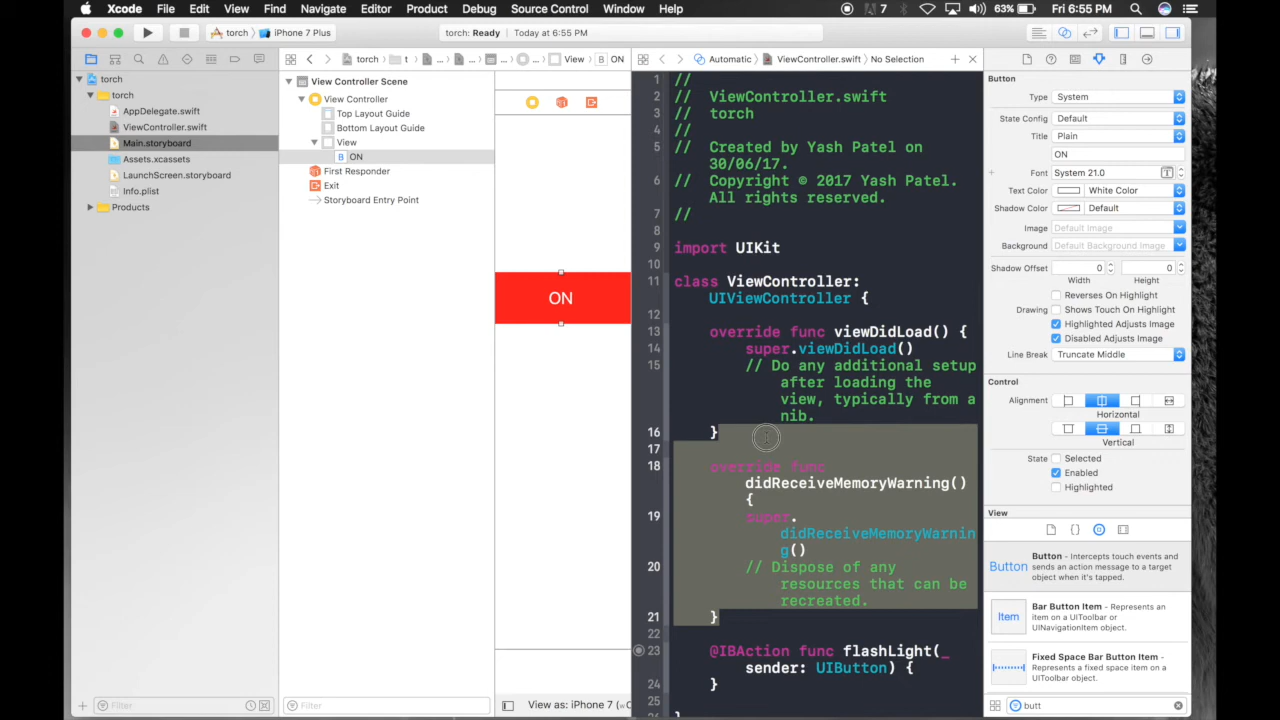 Xcode File Edit View Find Navigate Editor Product Debug Source Control Window Help
7 63% Fri 6:55 PM
torch iPhone 7 Plus
torch: Ready Today at 6:55 PM
torch t ... ... ... ... View B ON
Automatic ViewController.swift No Selection
torch
torch
AppDelegate.swift
ViewController.swift
Main.storyboard
Assets.xcassets
LaunchScreen.storyboard
Info.plist
Products
Filter
View Controller Scene
View Controller
Top Layout Guide
Bottom Layout Guide
View
B ON
First Responder
Exit
Storyboard Entry Point
Filter
ON
View as: iPhone 7 (w
1 //
2 // ViewController.swift
3 // torch
4 //
5 // Created by Yash Patel on
30/06/17.
6 // Copyright © 2017 Yash Patel.
All rights reserved.
7 //
8
9 import UIKit
10
11 class ViewController:
UIViewController {
12
13 override func viewDidLoad() {
14 super.viewDidLoad()
15 // Do any additional setup
after loading the
view, typically from a
nib.
16 }
17
18 override func
didReceiveMemoryWarning()
{
19 super.
didReceiveMemoryWarnin
g()
20 // Dispose of any
resources that can be
recreated.
21 }
22
23 @IBAction func flashLight(_
sender: UIButton) {
24 }
25
Button
Type System
State Config Default
Title Plain
ON
Font System 21.0
Text Color White Color
Shadow Color Default
Image Default Image
Background Default Background Image
Shadow Offset 0 0
Width Height
Reverses On Highlight
Drawing Shows Touch On Highlight
Highlighted Adjusts Image
Disabled Adjusts Image
Line Break Truncate Middle
Control
Alignment
Horizontal
Vertical
State Selected
Enabled
Highlighted
View
Button
Button - Intercepts touch events and
sends an action message to a target
object when it's tapped.
Item
Bar Button Item - Represents an
item on a UIToolbar or
UINavigationItem object.
Fixed Space Bar Button Item -
Represents a fixed space item on a
UIToolbar object.
butt